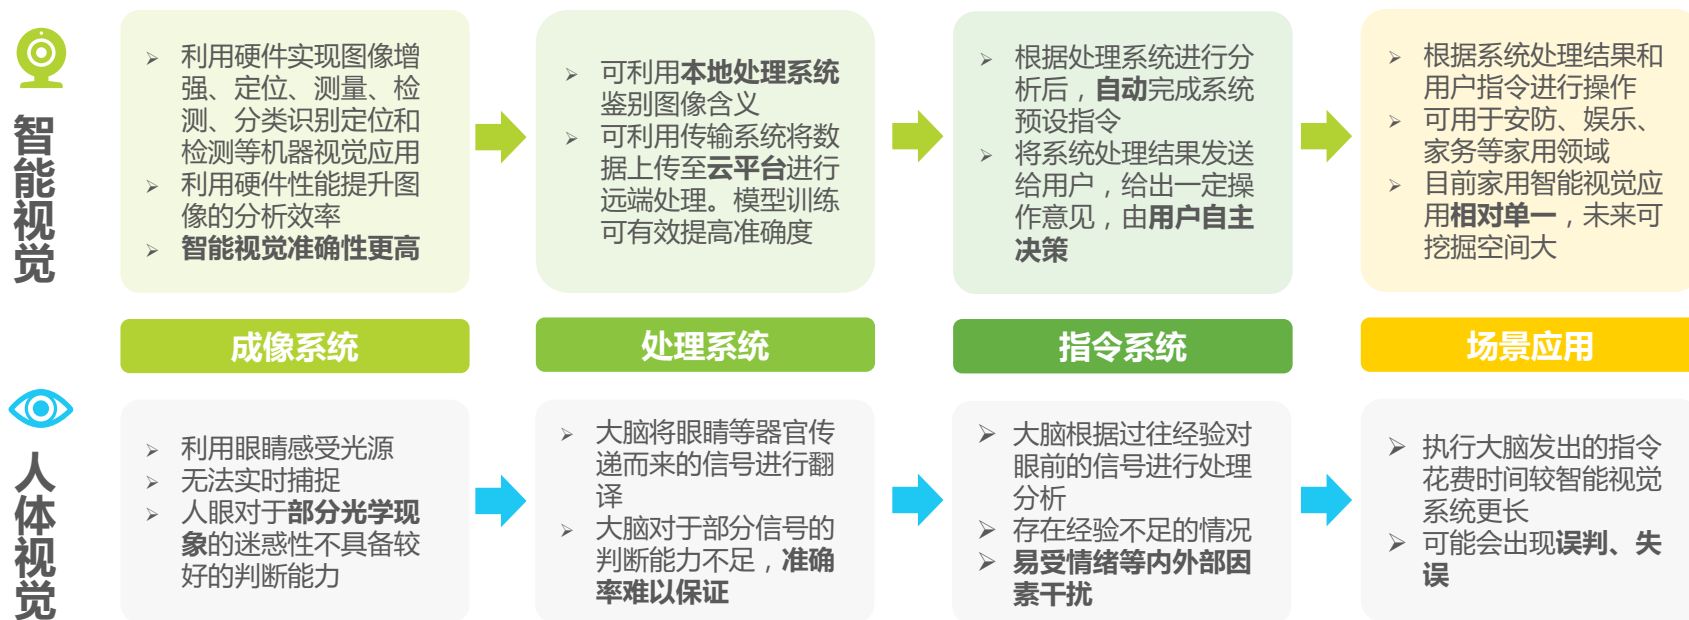 智能视觉
利用硬件实现图像增
强、定位、测量、检
测、分类识别定位和
检测等机器视觉应用
利用硬件性能提升图
像的分析效率
智能视觉准确性更高
可利用本地处理系统
鉴别图像含义
可利用传输系统将数
据上传至云平台进行
远端处理。模型训练
可有效提高准确度
根据处理系统进行分
析后，自动完成系统
预设指令
将系统处理结果发送
给用户，给出一定操
作意见，由用户自主
决策
根据系统处理结果和
用户指令进行操作
可用于安防、娱乐、
家务等家用领域
目前家用智能视觉应
用相对单一，未来可
挖掘空间大
成像系统
处理系统
指令系统
场景应用
人体视觉
利用眼睛感受光源
无法实时捕捉
人眼对于部分光学现
象的迷惑性不具备较
好的判断能力
大脑将眼睛等器官传
递而来的信号进行翻
译
大脑对于部分信号的
判断能力不足，准确
率难以保证
大脑根据过往经验对
眼前的信号进行处理
分析
存在经验不足的情况
易受情绪等内外部因
素干扰
执行大脑发出的指令
花费时间较智能视觉
系统更长
可能会出现误判、失
误